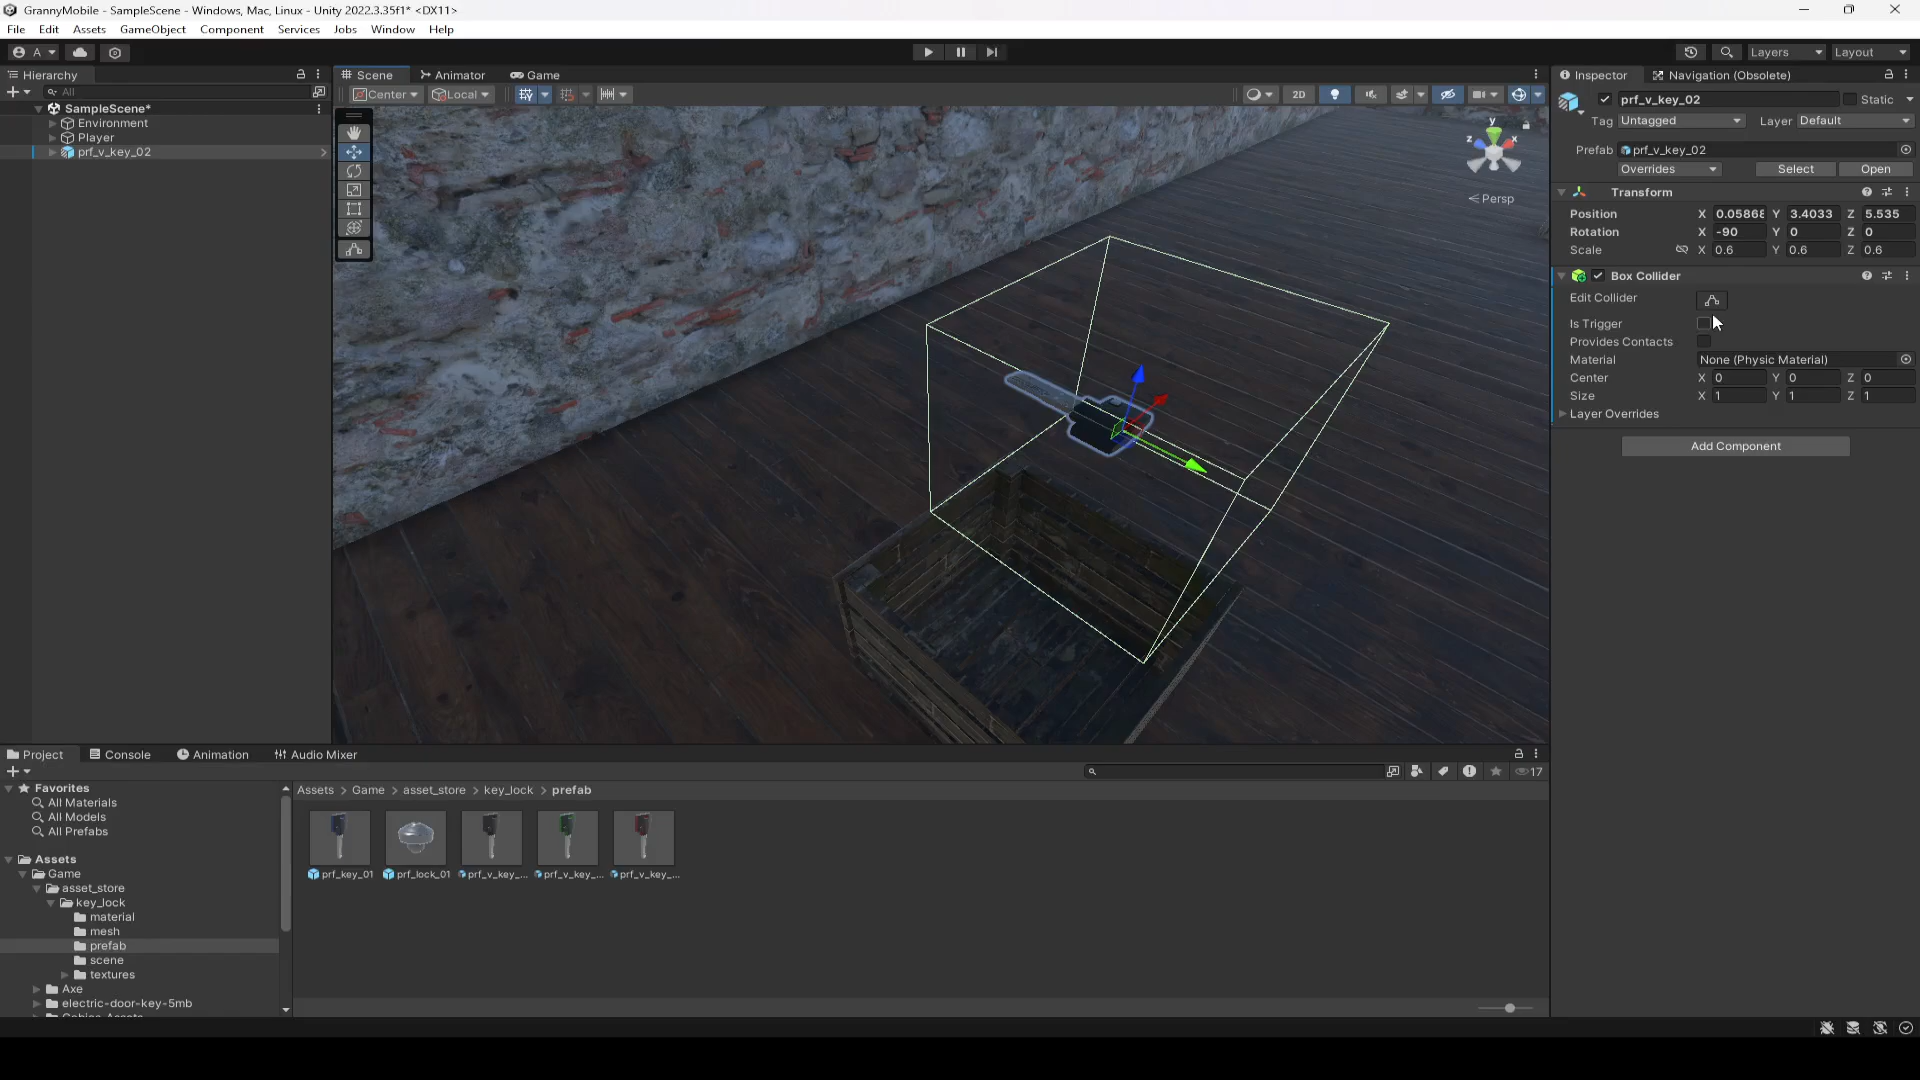 GrannyMobile - SampleScene - Windows, Mac, Linux - Unity 2022.3.35f1* <DX11>
File Edit Assets GameObject Component Services Jobs Window Help
A Layers Layout
Hierarchy
All
SampleScene*
Environment
Player
prf_v_key_02
Scene Animator Game
Center Local 2D
y
z x
Persp
Inspector Navigation (Obsolete)
prf_v_key_02 Static
Tag Untagged Layer Default
Prefab prf_v_key_02
Overrides Select Open
Transform
Position X 0.0586 Y 3.4033 Z 5.535
Rotation X -90 Y 0 Z 0
Scale X 0.6 Y 0.6 Z 0.6
Box Collider
Edit Collider
Is Trigger
Provides Contacts
Material None (Physic Material)
Center X 0 Y 0 Z 0
Size X 1 Y 1 Z 1
Layer Overrides
Add Component
Project Console Animation Audio Mixer
17
Favorites
All Materials
All Models
All Prefabs
Assets
Game
asset_store
key_lock
material
mesh
prefab
scene
textures
Axe
electric-door-key-5mb
Assets > Game > asset_store > key_lock > prefab
prf_key_01 prf_lock_01 prf_v_key_... prf_v_key_... prf_v_key_...